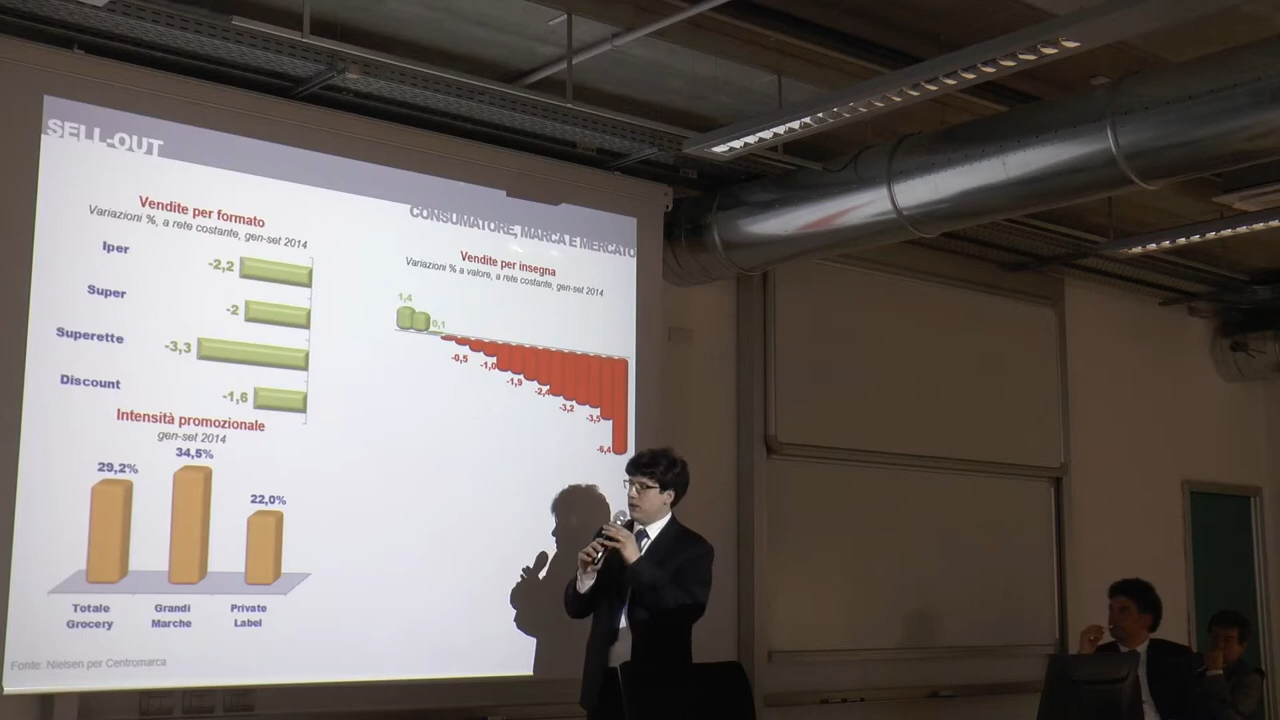 SELL-OUT
CONSUMATORE, MARCA E MERCATO
Vendite per formato
Variazioni %, a rete costante, gen-set 2014
Iper
-2,2
Super
-2
Superette
-3,3
Discount
-1,6
Intensità promozionale
gen-set 2014
29,2%
34,5%
22,0%
Totale
Grocery
Grandi
Marche
Private
Label
Fonte: Nielsen per Centromarca
Vendite per insegna
Variazioni % a valore, a rete costante, gen-set 2014
1,4
0,1
-0,5
-1,0
-1,9
-2,4
-3,2
-3,5
-6,4